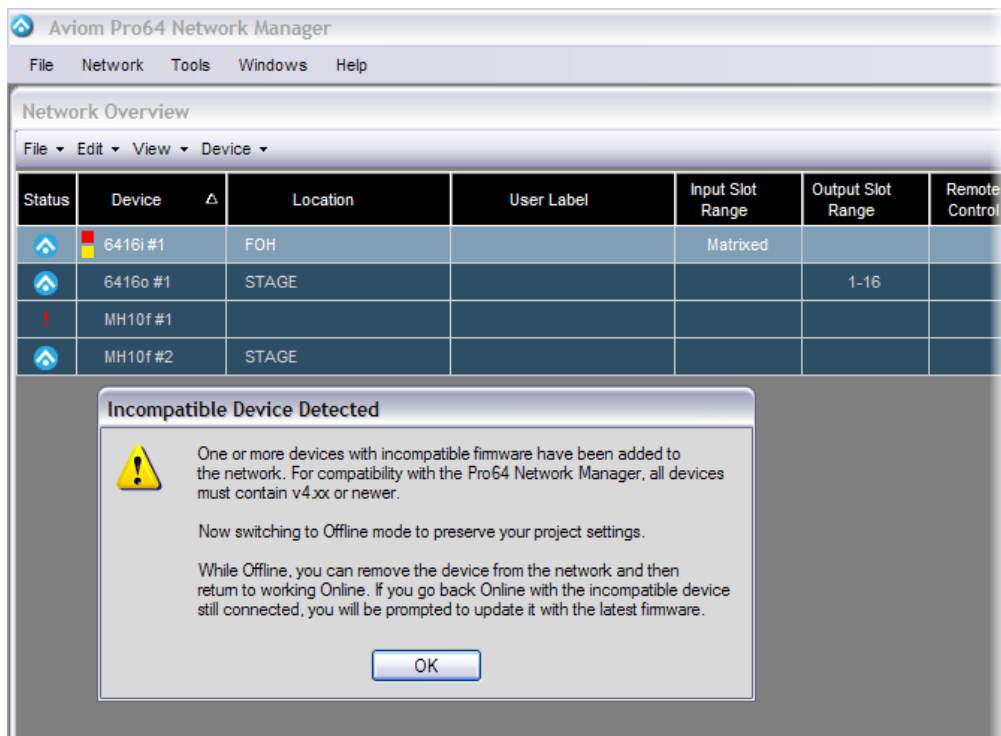 Aviom Pro64 Network Manager
File Network Tools Windows Help
Network Overview
File Edit View Device
Status Device Location User Label Input Slot Range Output Slot Range Remote Control
6416i #1 FOH Matrixed
6416o #1 STAGE 1-16
! MH10f #1
MH10f #2 STAGE
Incompatible Device Detected
One or more devices with incompatible firmware have been added to
the network. For compatibility with the Pro64 Network Manager, all devices
must contain v4.xx or newer.
Now switching to Offline mode to preserve your project settings.
While Offline, you can remove the device from the network and then
return to working Online. If you go back Online with the incompatible device
still connected, you will be prompted to update it with the latest firmware.
OK